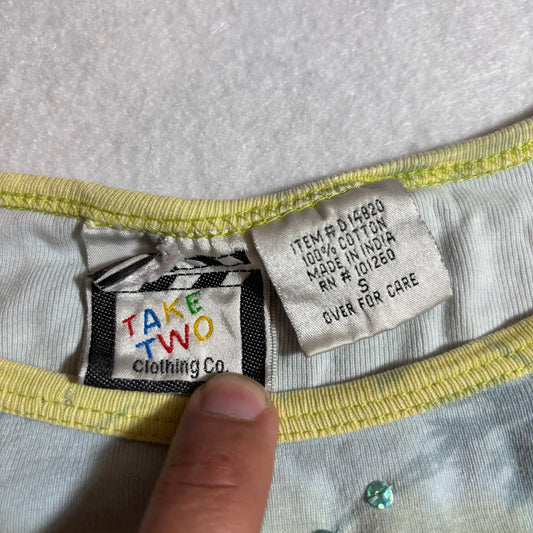 TAKE
TWO
Clothing Co.
ITEM # D14820
100% COTTON
MADE IN INDIA
RN # 101260
S
OVER FOR CARE